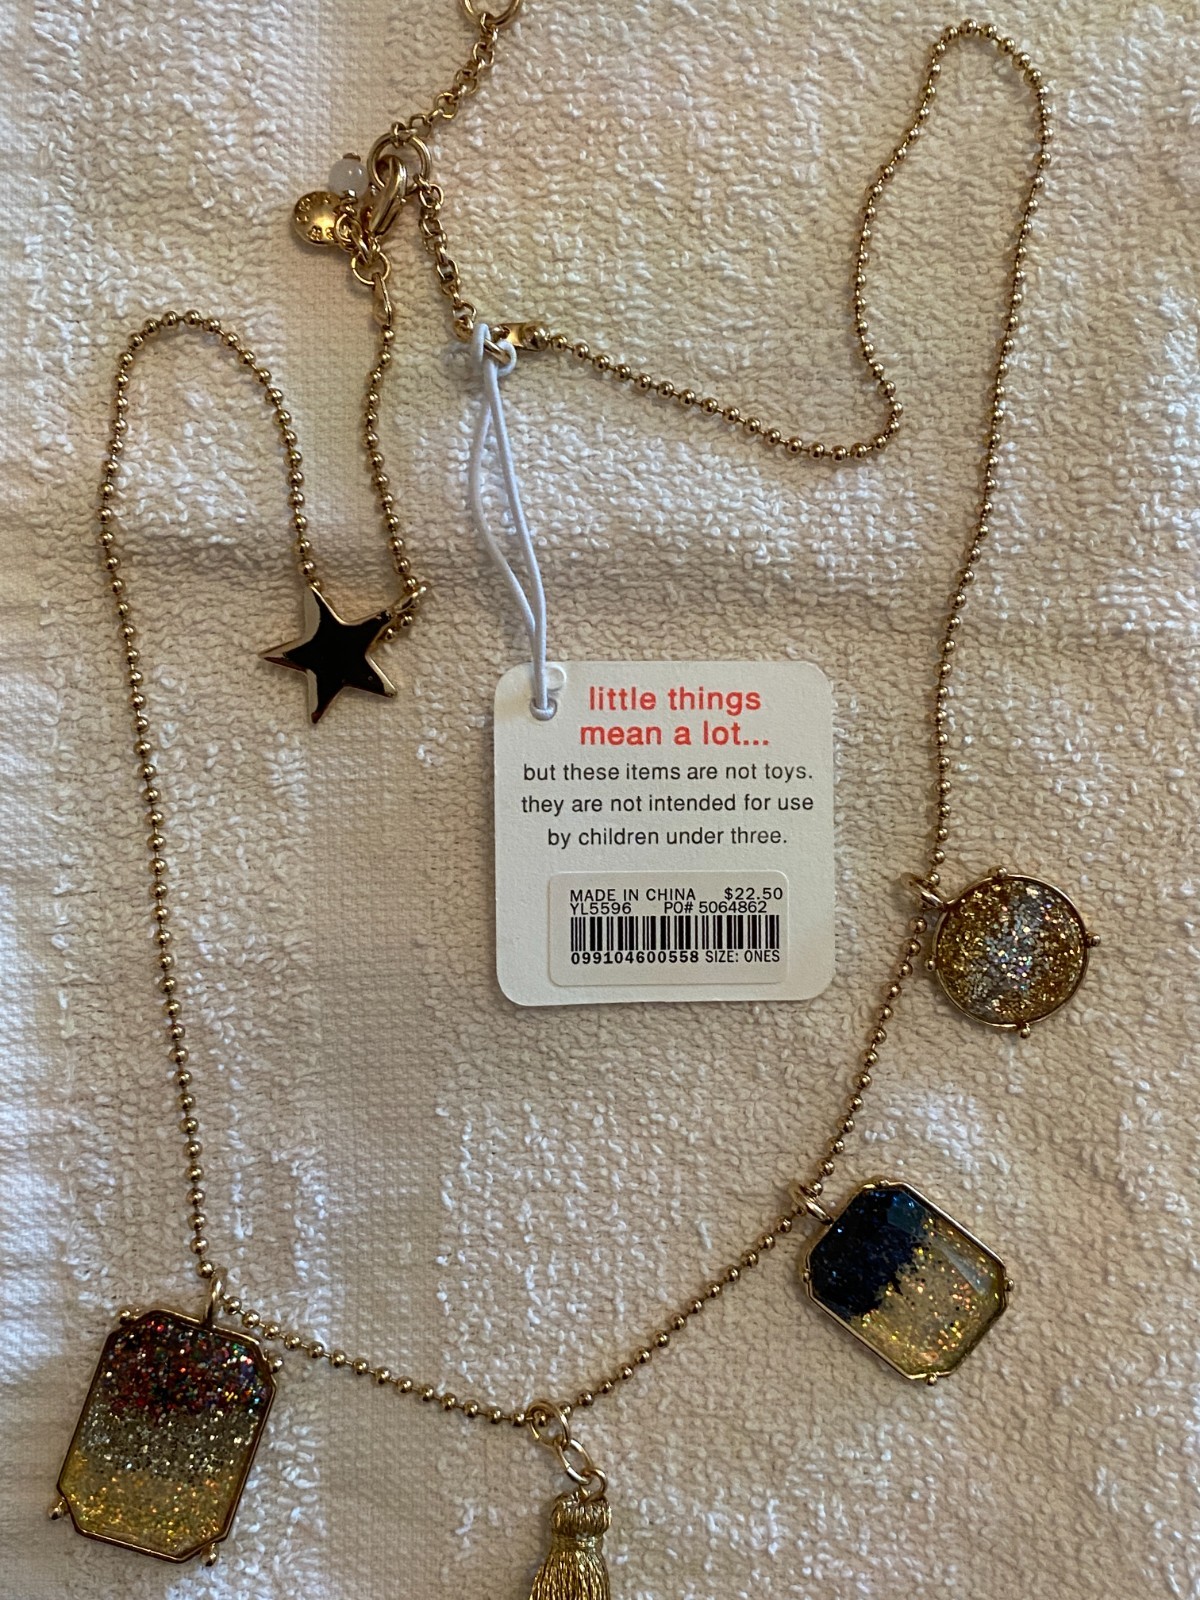 little things
mean a lot...
but these items are not toys.
they are not intended for use
by children under three.
MADE IN CHINA $22.50
YL5596 PO# 5064862
099104600558 SIZE: ONES